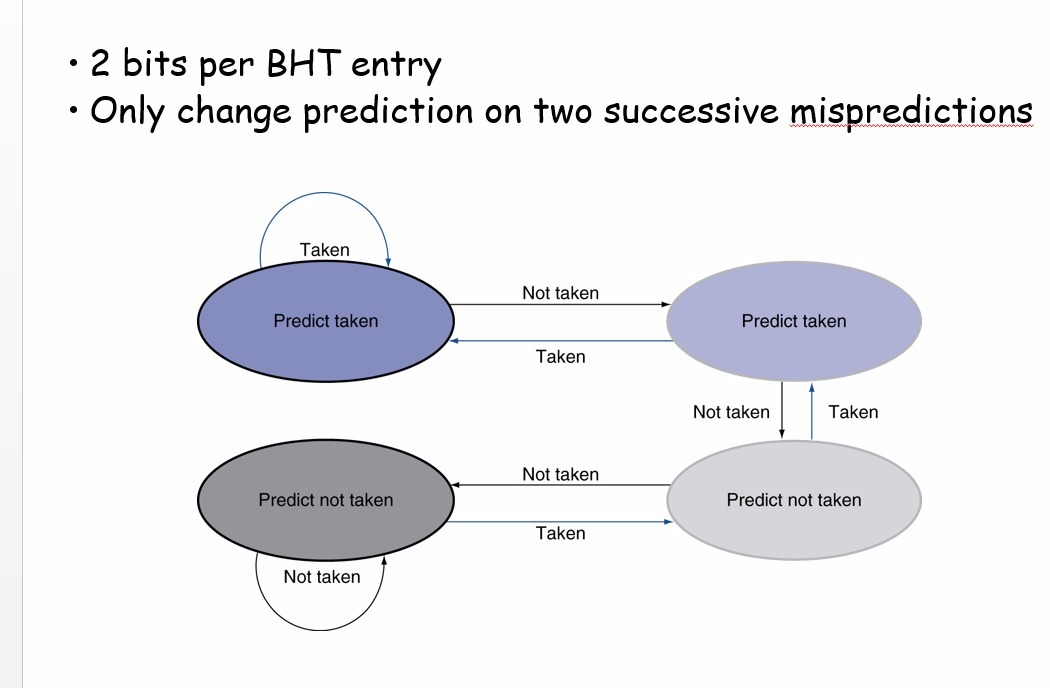 • 2 bits per BHT entry
• Only change prediction on two successive mispredictions
Taken
Predict taken
Not taken
Taken
Predict taken
Not taken
Taken
Predict not taken
Not taken
Taken
Predict not taken
Not taken